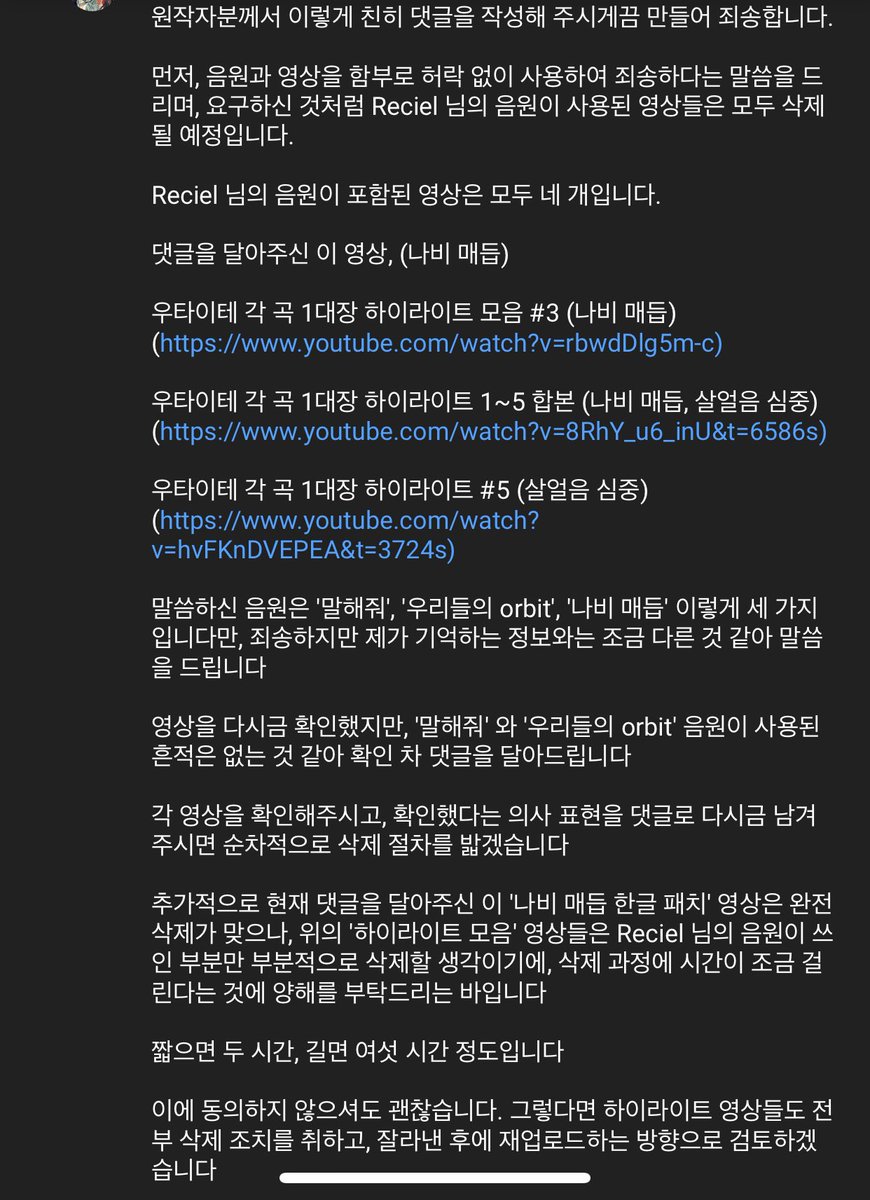 원작자분께서 이렇게 친히 댓글을 작성해 주시게끔 만들어 죄송합니다.
먼저, 음원과 영상을 함부로 허락 없이 사용하여 죄송하다는 말씀을 드
리며, 요구하신 것처럼 Reciel 님의 음원이 사용된 영상들은 모두 삭제
될 예정입니다.
Reciel 님의 음원이 포함된 영상은 모두 네 개입니다.
댓글을 달아주신 이 영상, (나비 매듭)
우타이테 각 곡 1대장 하이라이트 모음 #3 (나비 매듭)
(https://www.youtube.com/watch?v=rbwdDlg5m-c)
우타이테 각 곡 1대장 하이라이트 1~5 합본 (나비 매듭, 살얼음 심중)
(https://www.youtube.com/watch?v=8RhY_u6_inU&t=6586s)
우타이테 각 곡 1대장 하이라이트 #5 (살얼음 심중)
(https://www.youtube.com/watch?
v=hvFKnDVEPEA&t=3724s)
말씀하신 음원은 '말해줘', '우리들의 orbit', '나비 매듭' 이렇게 세 가지
입니다만, 죄송하지만 제가 기억하는 정보와는 조금 다른 것 같아 말씀
을 드립니다
영상을 다시금 확인했지만, '말해줘' 와 '우리들의 orbit' 음원이 사용된
흔적은 없는 것 같아 확인 차 댓글을 달아드립니다
각 영상을 확인해주시고, 확인했다는 의사 표현을 댓글로 다시금 남겨
주시면 순차적으로 삭제 절차를 밟겠습니다
추가적으로 현재 댓글을 달아주신 이 '나비 매듭 한글 패치' 영상은 완전
삭제가 맞으나, 위의 '하이라이트 모음' 영상들은 Reciel 님의 음원이 쓰
인 부분만 부분적으로 삭제할 생각이기에, 삭제 과정에 시간이 조금 걸
린다는 것에 양해를 부탁드리는 바입니다
짧으면 두 시간, 길면 여섯 시간 정도입니다
이에 동의하지 않으셔도 괜찮습니다. 그렇다면 하이라이트 영상들도 전
부 삭제 조치를 취하고, 잘라낸 후에 재업로드하는 방향으로 검토하겠
습니다